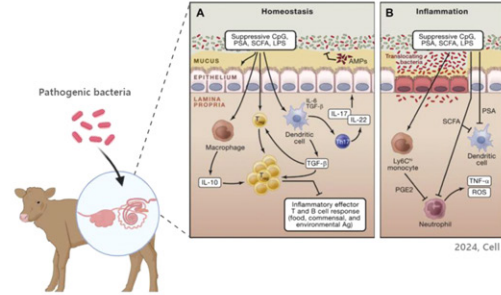 Pathogenic bacteria
A
Homeostasis
Suppressive CpG,
PSA, SCFA, LPS
MUCUS
AMPs
EPITHELIUM
LAMINA
PROPRIA
IL-6
TGF-β
IL-17
IL-22
Macrophage
Dendritic
cell
TH17
IL-10
TGF-β
Inflammatory effector
T and B cell response
(food, commensal, and
environmental Ag)
B
Inflammation
Suppressive CpG,
PSA, SCFA, LPS
Translocating
bacteria
SCFA
PSA
Ly6Cʰⁱ
monocyte
Dendritic
cell
PGE2
TNF-α
ROS
Neutrophil
2024, Cell